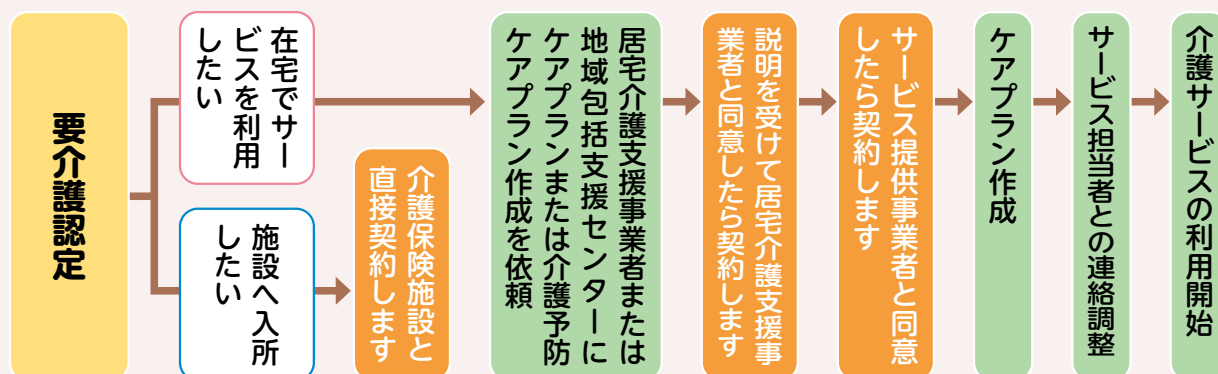 要介護認定
在宅でサー
ビスを利用
したい
施設へ入所
したい
介護保険施設と
直接契約します
居宅介護支援事業者または
地域包括支援センターに
ケアプランまたは介護予防
ケアプラン作成を依頼
説明を受けて居宅介護支援事
業者と同意したら契約します
サービス提供事業者と同意
したら契約します
ケアプラン作成
サービス担当者との連絡調整
介護サービスの利用開始